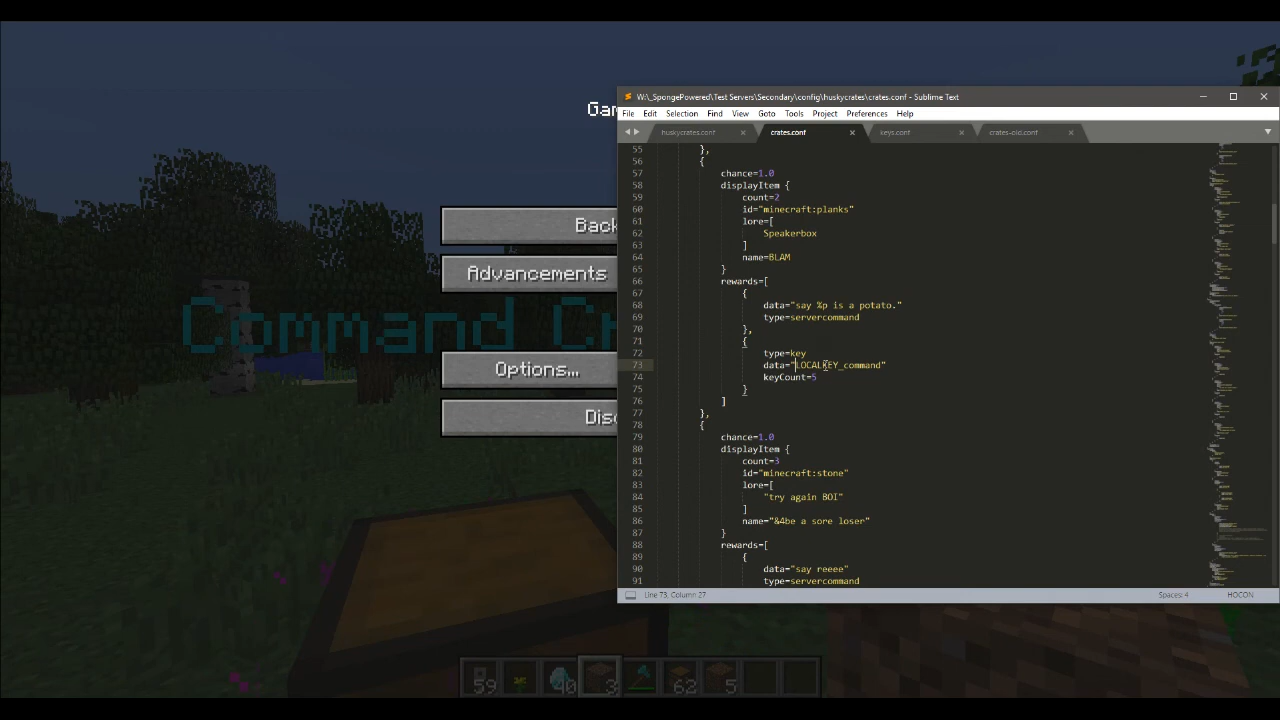 Gam
Back
Advancements
Command Cr
Options...
Disc
59
40
3
62
5
W:\_SpongePowered\Test Servers\Secondary\config\huskycrates\crates.conf - Sublime Text
File Edit Selection Find View Goto Tools Project Preferences Help
huskycrates.conf crates.conf keys.conf crates-old.conf
55 },
56 {
57 chance=1.0
58 displayItem {
59 count=2
60 id="minecraft:planks"
61 lore=[
62 Speakerbox
63 ]
64 name=BLAM
65 }
66 rewards=[
67 {
68 data="say %p is a potato."
69 type=servercommand
70 },
71 {
72 type=key
73 data="LOCALKEY_command"
74 keyCount=5
75 }
76 ]
77 },
78 {
79 chance=1.0
80 displayItem {
81 count=3
82 id="minecraft:stone"
83 lore=[
84 "try again BOI"
85 ]
86 name="&4be a sore loser"
87 }
88 rewards=[
89 {
90 data="say reeee"
91 type=servercommand
Line 73, Column 27 Spaces: 4 HOCON